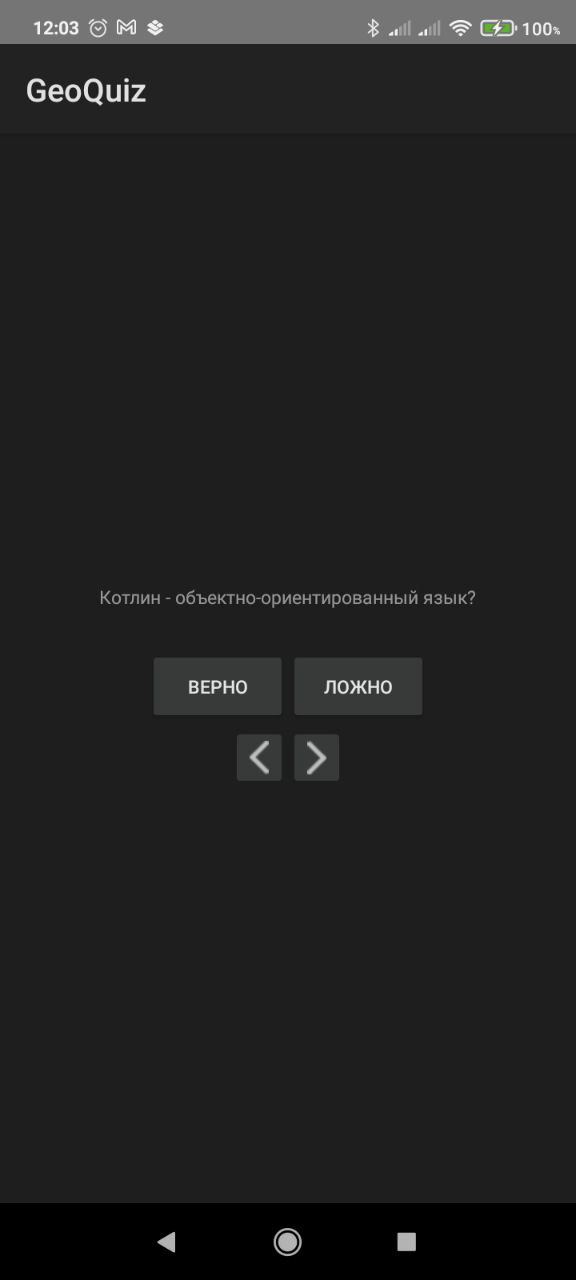 12:03 100%
GeoQuiz
Котлин - объектно-ориентированный язык?
ВЕРНО ЛОЖНО